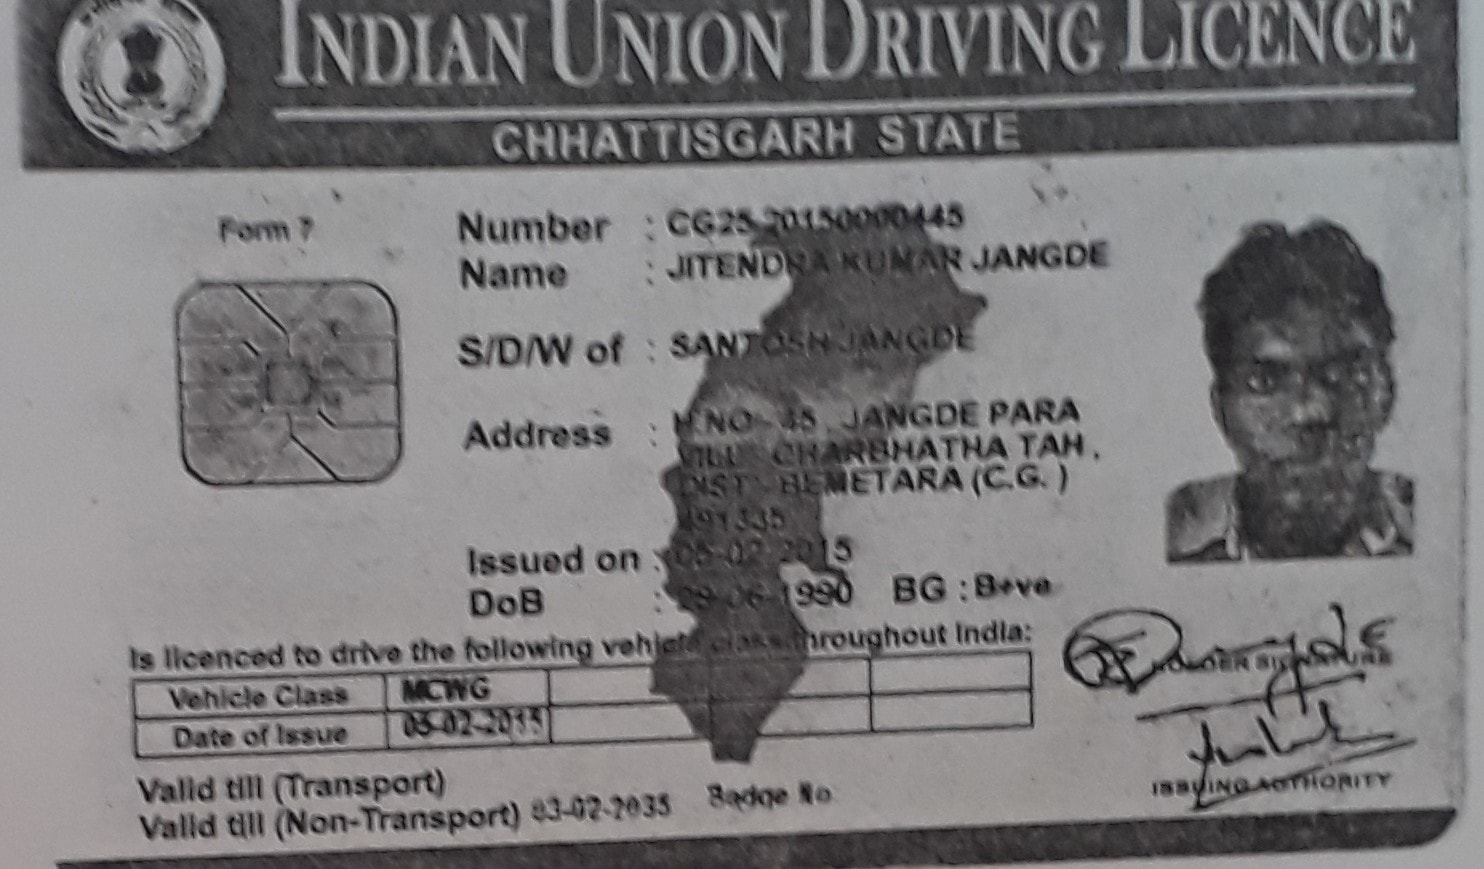 INDIAN UNION DRIVING LICENCE
CHHATTISGARH STATE
Form 7
Number : CG25-20150000445
Name : JITENDRA KUMAR JANGDE
S/D/W of : SANTOSH JANGDE
Address : H.NO 45, JANGDE PARA
VILL CHARBHATHA TAH.
DIST BEMETARA (C.G. )
491335
Issued on : 05-02-2015
DoB : 29-06-1990 BG : B+ve
Is licenced to drive the following vehicle class throughout India:
Vehicle Class MCWG
Date of Issue 05-02-2015
HOLDER SIGNATURE
ISSUING AUTHORITY
Valid till (Transport)
Valid till (Non-Transport) 03-02-2035 Badge No